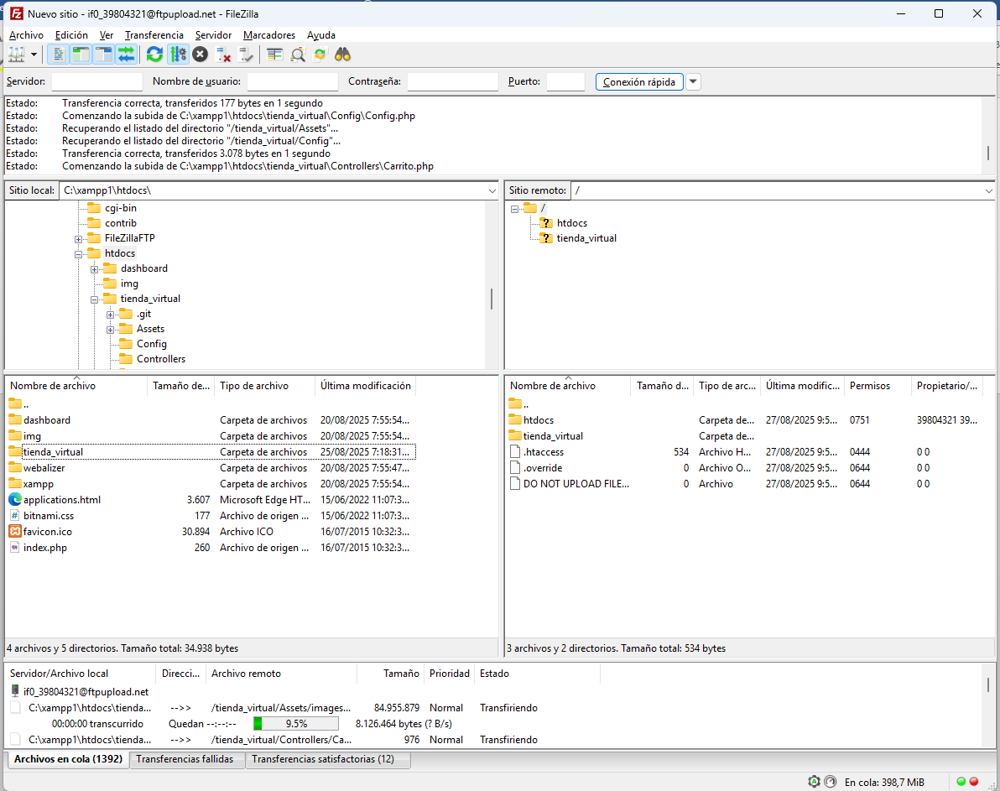 Nuevo sitio - if0_39804321@ftpupload.net - FileZilla
Archivo Edición Ver Transferencia Servidor Marcadores Ayuda
Servidor: Nombre de usuario: Contraseña: Puerto: Conexión rápida
Estado: Transferencia correcta, transferidos 177 bytes en 1 segundo
Estado: Comenzando la subida de C:\xampp1\htdocs\tienda_virtual\Config\Config.php
Estado: Recuperando el listado del directorio "/tienda_virtual/Assets"...
Estado: Recuperando el listado del directorio "/tienda_virtual/Config"...
Estado: Transferencia correcta, transferidos 3.078 bytes en 1 segundo
Estado: Comenzando la subida de C:\xampp1\htdocs\tienda_virtual\Controllers\Carrito.php
Sitio local: C:\xampp1\htdocs\
cgi-bin
contrib
FileZillaFTP
htdocs
dashboard
img
tienda_virtual
.git
Assets
Config
Controllers
Sitio remoto: /
/
htdocs
tienda_virtual
Nombre de archivo Tamaño de... Tipo de archivo Última modificación
..
dashboard Carpeta de archivos 20/08/2025 7:55:54...
img Carpeta de archivos 20/08/2025 7:55:54...
tienda_virtual Carpeta de archivos 25/08/2025 7:18:31...
webalizer Carpeta de archivos 20/08/2025 7:55:47...
xampp Carpeta de archivos 20/08/2025 7:55:54...
applications.html 3.607 Microsoft Edge HT... 15/06/2022 11:07:3...
bitnami.css 177 Archivo de origen ... 15/06/2022 11:07:3...
favicon.ico 30.894 Archivo ICO 16/07/2015 10:32:3...
index.php 260 Archivo de origen ... 16/07/2015 10:32:3...
4 archivos y 5 directorios. Tamaño total: 34.938 bytes
Nombre de archivo Tamaño d... Tipo de arc... Última modific... Permisos Propietario/...
..
htdocs Carpeta de... 27/08/2025 9:5... 0751 39804321 39...
tienda_virtual Carpeta de...
.htaccess 534 Archivo H... 27/08/2025 9:5... 0444 0 0
.override 0 Archivo O... 27/08/2025 9:5... 0644 0 0
DO NOT UPLOAD FILE... 0 Archivo 27/08/2025 9:5... 0644 0 0
3 archivos y 2 directorios. Tamaño total: 534 bytes
Servidor/Archivo local Direcci... Archivo remoto Tamaño Prioridad Estado
if0_39804321@ftpupload.net
C:\xampp1\htdocs\tienda... -->> /tienda_virtual/Assets/images... 84.955.879 Normal Transfiriendo
00:00:00 transcurrido Quedan --:--:-- 9.5% 8.126.464 bytes (? B/s)
C:\xampp1\htdocs\tienda... -->> /tienda_virtual/Controllers/Ca... 976 Normal Transfiriendo
Archivos en cola (1392) Transferencias fallidas Transferencias satisfactorias (12)
En cola: 398,7 MiB